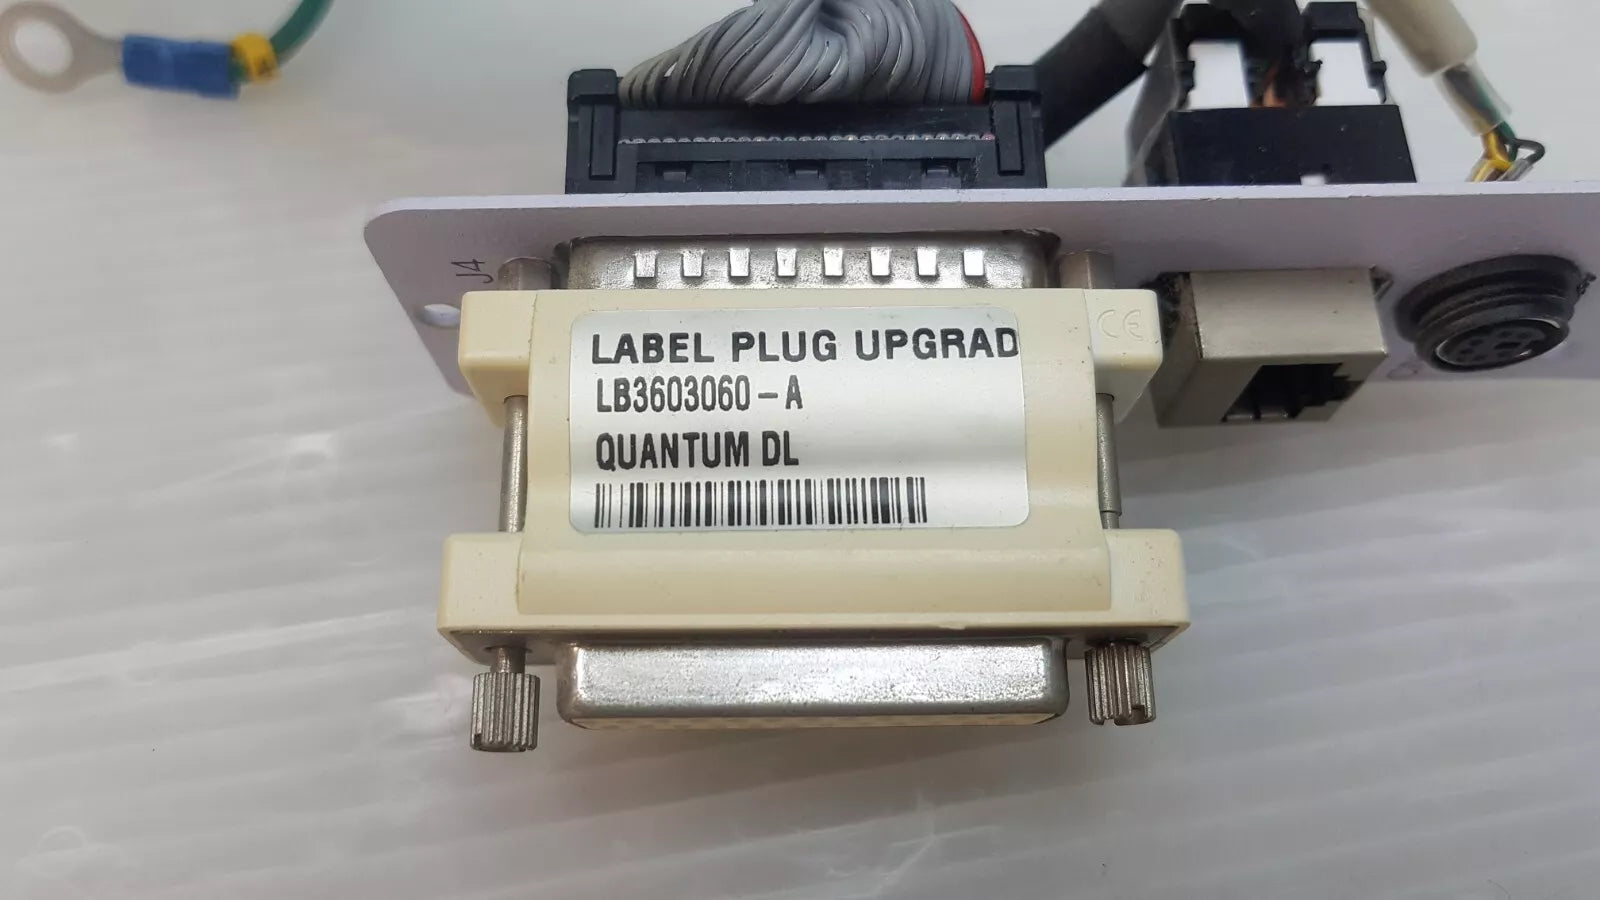 J4
CE
LABEL PLUG UPGRAD
LB3603060-A
QUANTUM DL